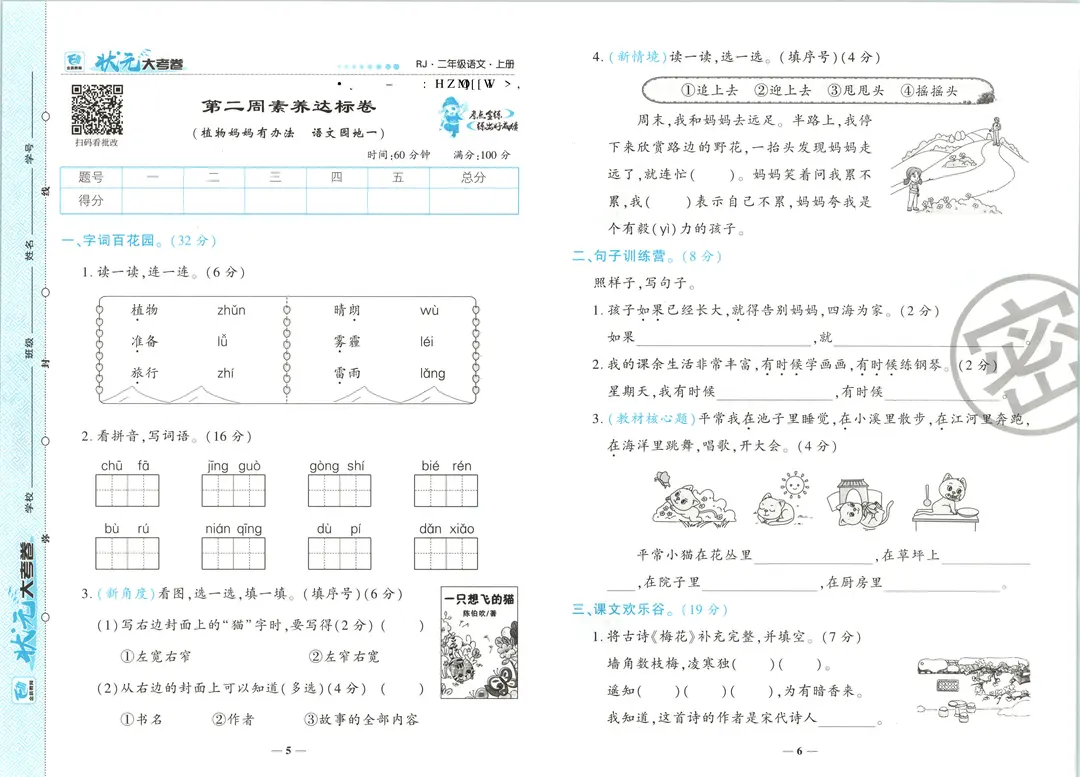 状元大考卷
RJ·二年级语文·上册
扫码看批改
第二周素养达标卷
(植物妈妈有办法 语文园地一)
时间:60分钟 满分:100分
题号 一 二 三 四 五 总分
得分
一、字词百花园。(32分)
1.读一读,连一连。(6分)
植物 zhǔn 晴朗 wù
准备 lǚ 雾霾 léi
旅行 zhí 雷雨 lǎng
2.看拼音,写词语。(16分)
chū fā jīng guò gòng shí bié rén
bù rú nián qīng dù pí dǎn xiǎo
3.(新角度)看图,选一选,填一填。(填序号)(6分)
(1)写右边封面上的“猫”字时,要写得(2分)( )
①左宽右窄 ②左窄右宽
(2)从右边的封面上可以知道(多选)(4分)( )
①书名 ②作者 ③故事的全部内容
一只想飞的猫
陈伯吹/著
— 5 —
4.(新情境)读一读,选一选。(填序号)(4分)
①追上去 ②迎上去 ③甩甩头 ④摇摇头
周末,我和妈妈去远足。半路上,我停
下来欣赏路边的野花,一抬头发现妈妈走
远了,就连忙( )。妈妈笑着问我累不
累,我( )表示自己不累,妈妈夸我是
个有毅(yì)力的孩子。
二、句子训练营。(8分)
照样子,写句子。
1.孩子如果已经长大,就得告别妈妈,四海为家。(2分)
如果________,就________。
2.我的课余生活非常丰富,有时候学画画,有时候练钢琴。(2分)
星期天,我有时候________,有时候________。
3.(教材核心题)平常我在池子里睡觉,在小溪里散步,在江河里奔跑,
在海洋里跳舞,唱歌,开大会。(4分)
平常小猫在花丛里________,在草坪上____
____,在院子里________,在厨房里________。
三、课文欢乐谷。(19分)
1.将古诗《梅花》补充完整,并填空。(7分)
墙角数枝梅,凌寒独( )( )。
遥知( )( )( ),为有暗香来。
我知道,这首诗的作者是宋代诗人______。
— 6 —
密
学号
姓名
班级
学校
线
封
状元大考卷